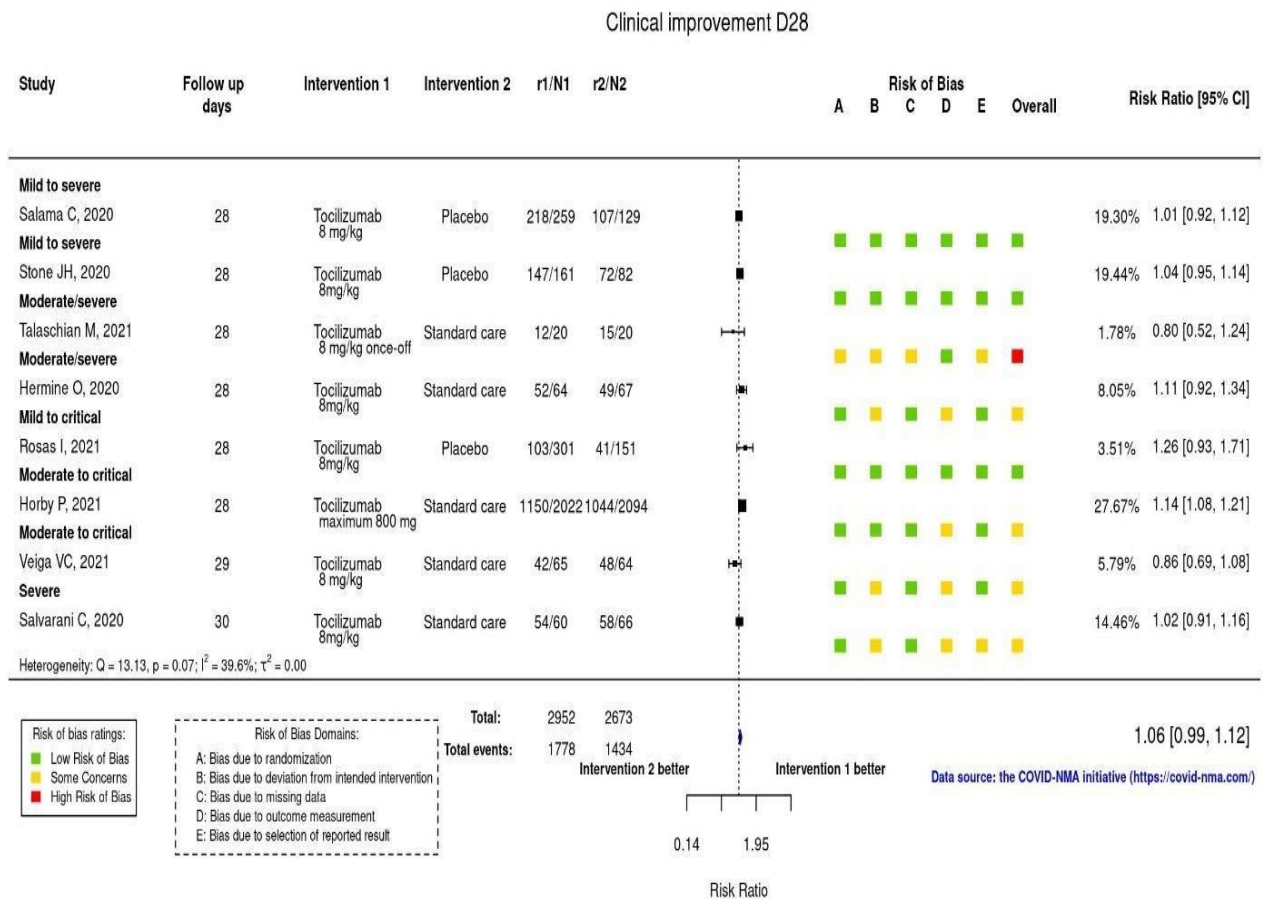 Clinical improvement D28
Study Follow up days Intervention 1 Intervention 2 r1/N1 r2/N2 Risk of Bias A B C D E Overall Risk Ratio [95% CI]
Mild to severe
Salama C, 2020 28 Tocilizumab 8 mg/kg Placebo 218/259 107/129 19.30% 1.01 [0.92, 1.12]
Mild to severe
Stone JH, 2020 28 Tocilizumab 8mg/kg Placebo 147/161 72/82 19.44% 1.04 [0.95, 1.14]
Moderate/severe
Talaschian M, 2021 28 Tocilizumab 8 mg/kg once-off Standard care 12/20 15/20 1.78% 0.80 [0.52, 1.24]
Moderate/severe
Hermine O, 2020 28 Tocilizumab 8mg/kg Standard care 52/64 49/67 8.05% 1.11 [0.92, 1.34]
Mild to critical
Rosas I, 2021 28 Tocilizumab 8mg/kg Placebo 103/301 41/151 3.51% 1.26 [0.93, 1.71]
Moderate to critical
Horby P, 2021 28 Tocilizumab maximum 800 mg Standard care 1150/2022 1044/2094 27.67% 1.14 [1.08, 1.21]
Moderate to critical
Veiga VC, 2021 29 Tocilizumab 8 mg/kg Standard care 42/65 48/64 5.79% 0.86 [0.69, 1.08]
Severe
Salvarani C, 2020 30 Tocilizumab 8mg/kg Standard care 54/60 58/66 14.46% 1.02 [0.91, 1.16]
Heterogeneity: Q = 13.13, p = 0.07; I² = 39.6%; τ² = 0.00
Risk of bias ratings:
Low Risk of Bias
Some Concerns
High Risk of Bias
Risk of Bias Domains:
A: Bias due to randomization
B: Bias due to deviation from intended intervention
C: Bias due to missing data
D: Bias due to outcome measurement
E: Bias due to selection of reported result
Total: 2952 2673
Total events: 1778 1434
1.06 [0.99, 1.12]
Intervention 2 better Intervention 1 better
Data source: the COVID-NMA initiative (https://covid-nma.com/)
0.14 1.95
Risk Ratio